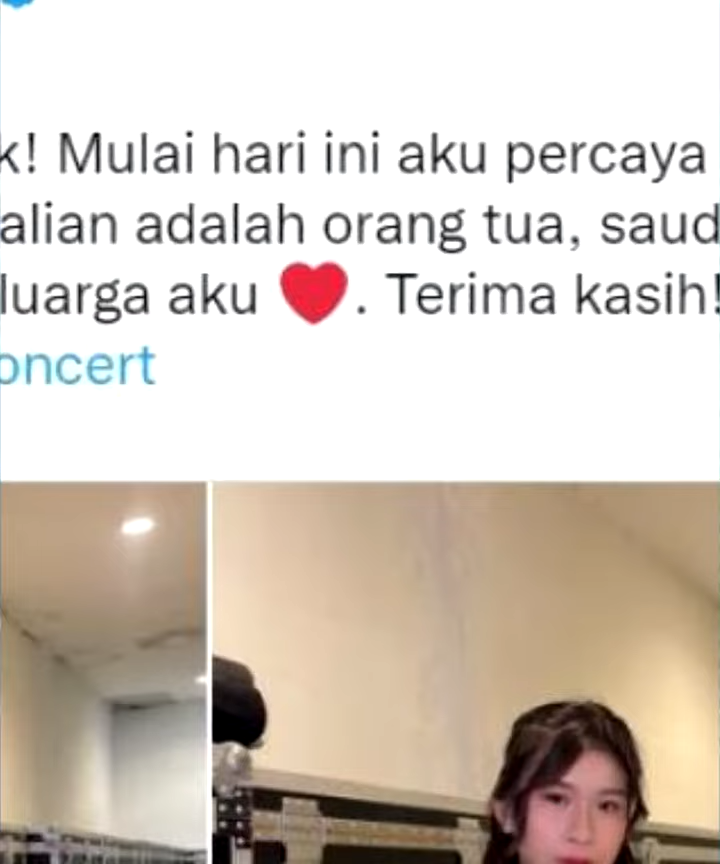 k! Mulai hari ini aku percaya
alian adalah orang tua, saud
luarga aku ❤. Terima kasih!
oncert